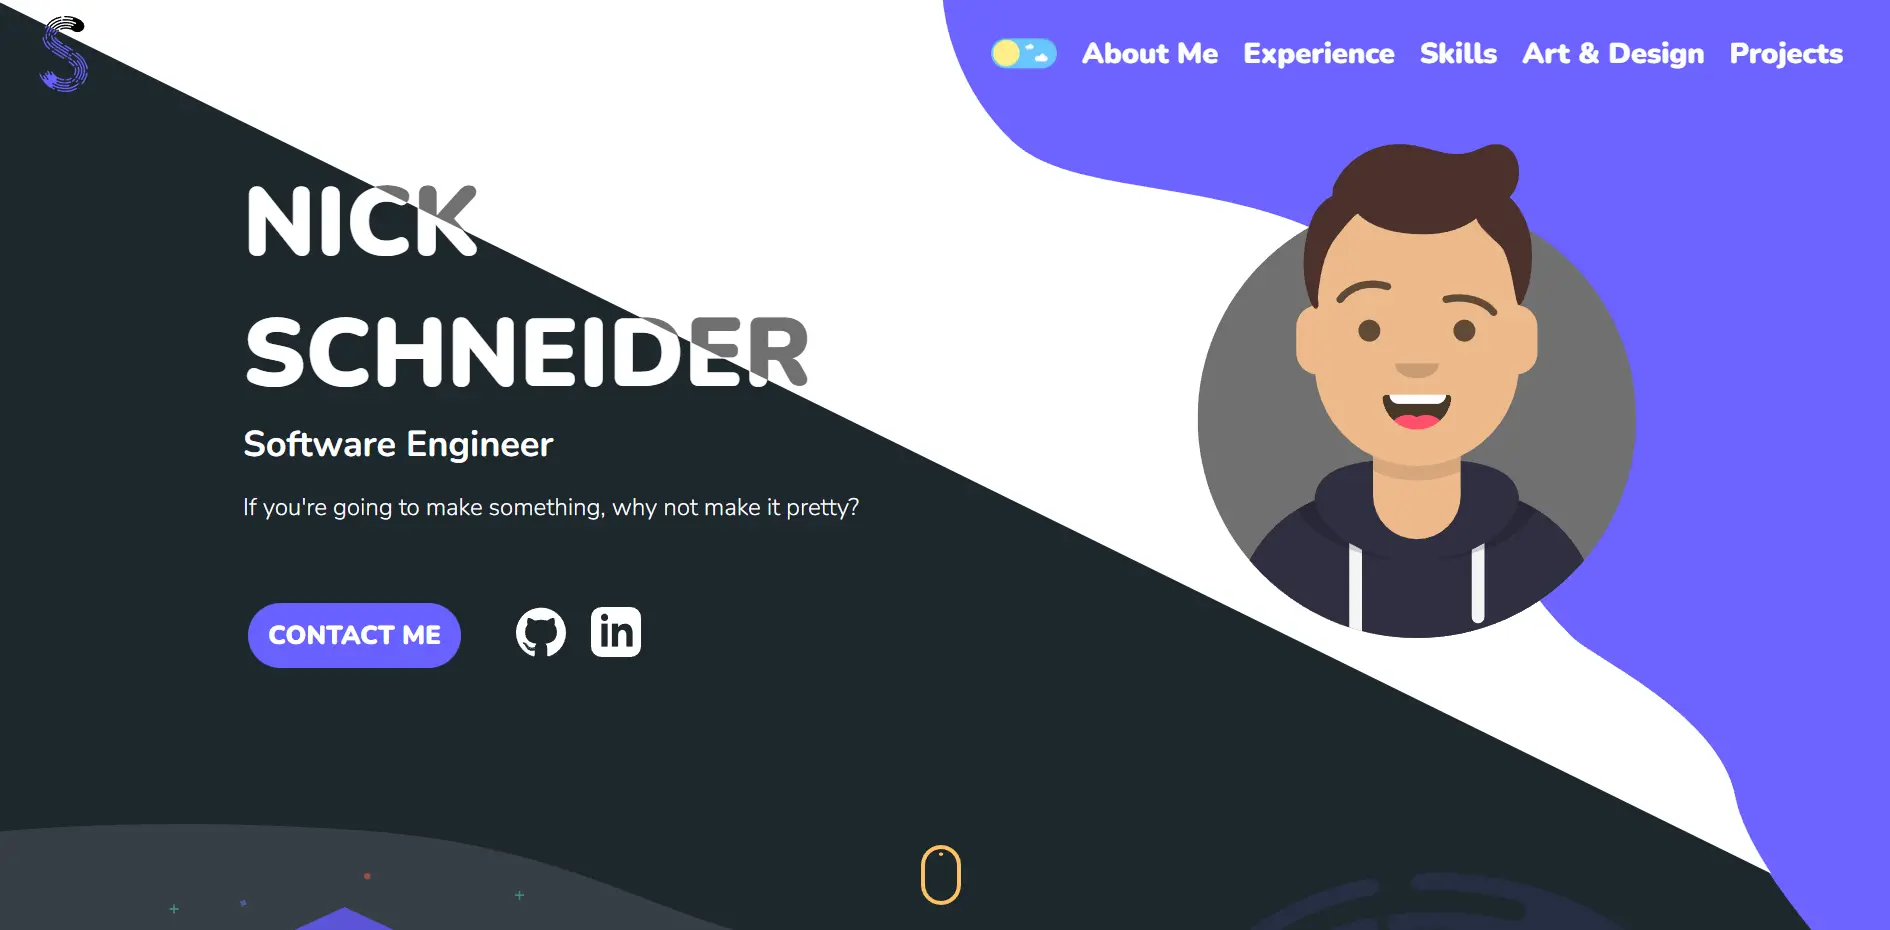 S
About Me Experience Skills Art & Design Projects
NICK
SCHNEIDER
Software Engineer
If you're going to make something, why not make it pretty?
CONTACT ME
in